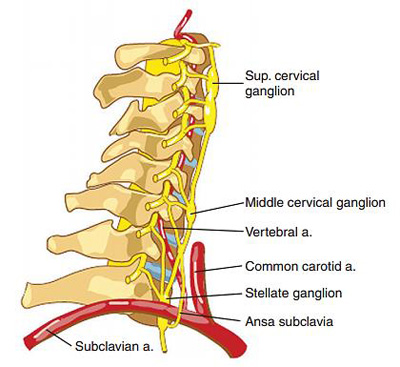 Sup. cervical
ganglion
Middle cervical ganglion
Vertebral a.
Common carotid a.
Stellate ganglion
Ansa subclavia
Subclavian a.